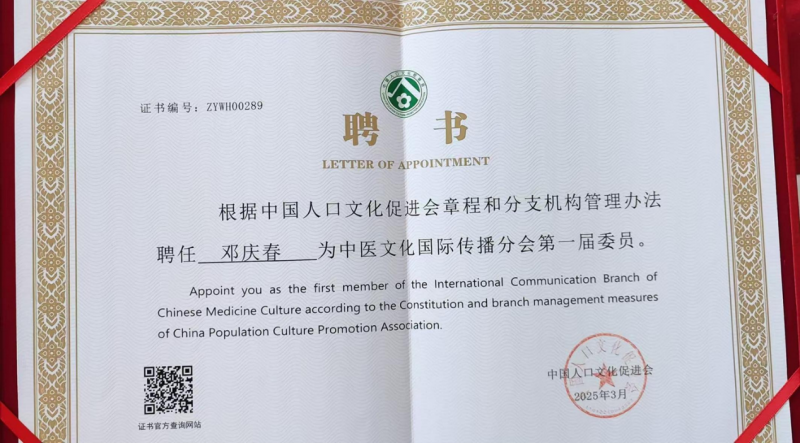 证书编号：ZYWH00289
聘 书
LETTER OF APPOINTMENT
根据中国人口文化促进会章程和分支机构管理办法
聘任 邓庆春 为中医文化国际传播分会第一届委员。
Appoint you as the first member of the International Communication Branch of
Chinese Medicine Culture according to the Constitution and branch management measures
of China Population Culture Promotion Association.
中国人口文化促进会
2025年3月
证书官方查询网站